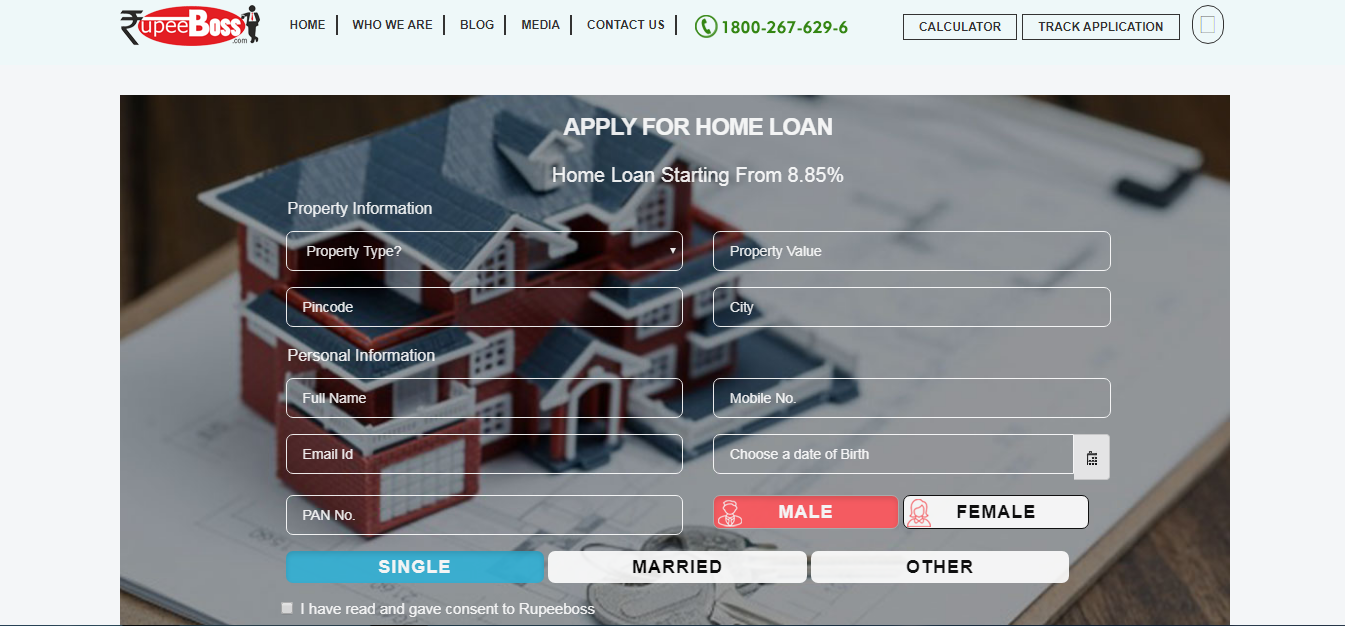 ₹upeeBoss
.com
HOME
WHO WE ARE
BLOG
MEDIA
CONTACT US
1800-267-629-6
CALCULATOR
TRACK APPLICATION
APPLY FOR HOME LOAN
Home Loan Starting From 8.85%
Property Information
Property Type?
Property Value
Pincode
City
Personal Information
Full Name
Mobile No.
Email Id
Choose a date of Birth
PAN No.
MALE
FEMALE
SINGLE
MARRIED
OTHER
I have read and gave consent to Rupeeboss